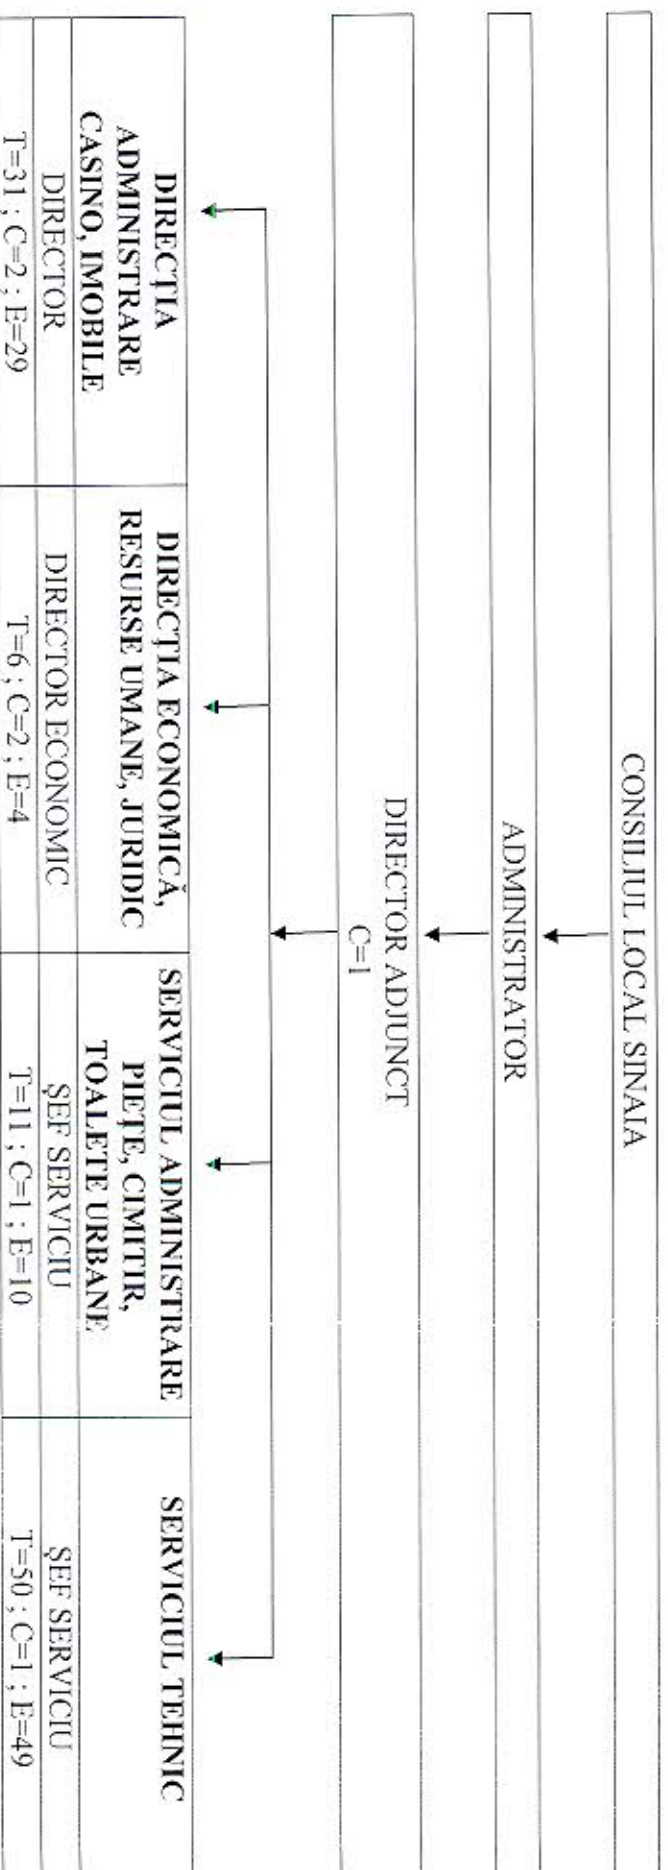 CONSILIUL LOCAL SINAIA
ADMINISTRATOR
DIRECTOR ADJUNCT
C=1
DIRECȚIA
ADMINISTRARE
CASINO, IMOBILE
DIRECTOR
T=31 ; C=2 ; E=29
DIRECȚIA ECONOMICĂ,
RESURSE UMANE, JURIDIC
DIRECTOR ECONOMIC
T=6 ; C=2 ; E=4
SERVICIUL ADMINISTRARE
PIEȚE, CIMITIR,
TOALETE URBANE
ȘEF SERVICIU
T=11 ; C=1 ; E=10
SERVICIUL TEHNIC
ȘEF SERVICIU
T=50 ; C=1 ; E=49